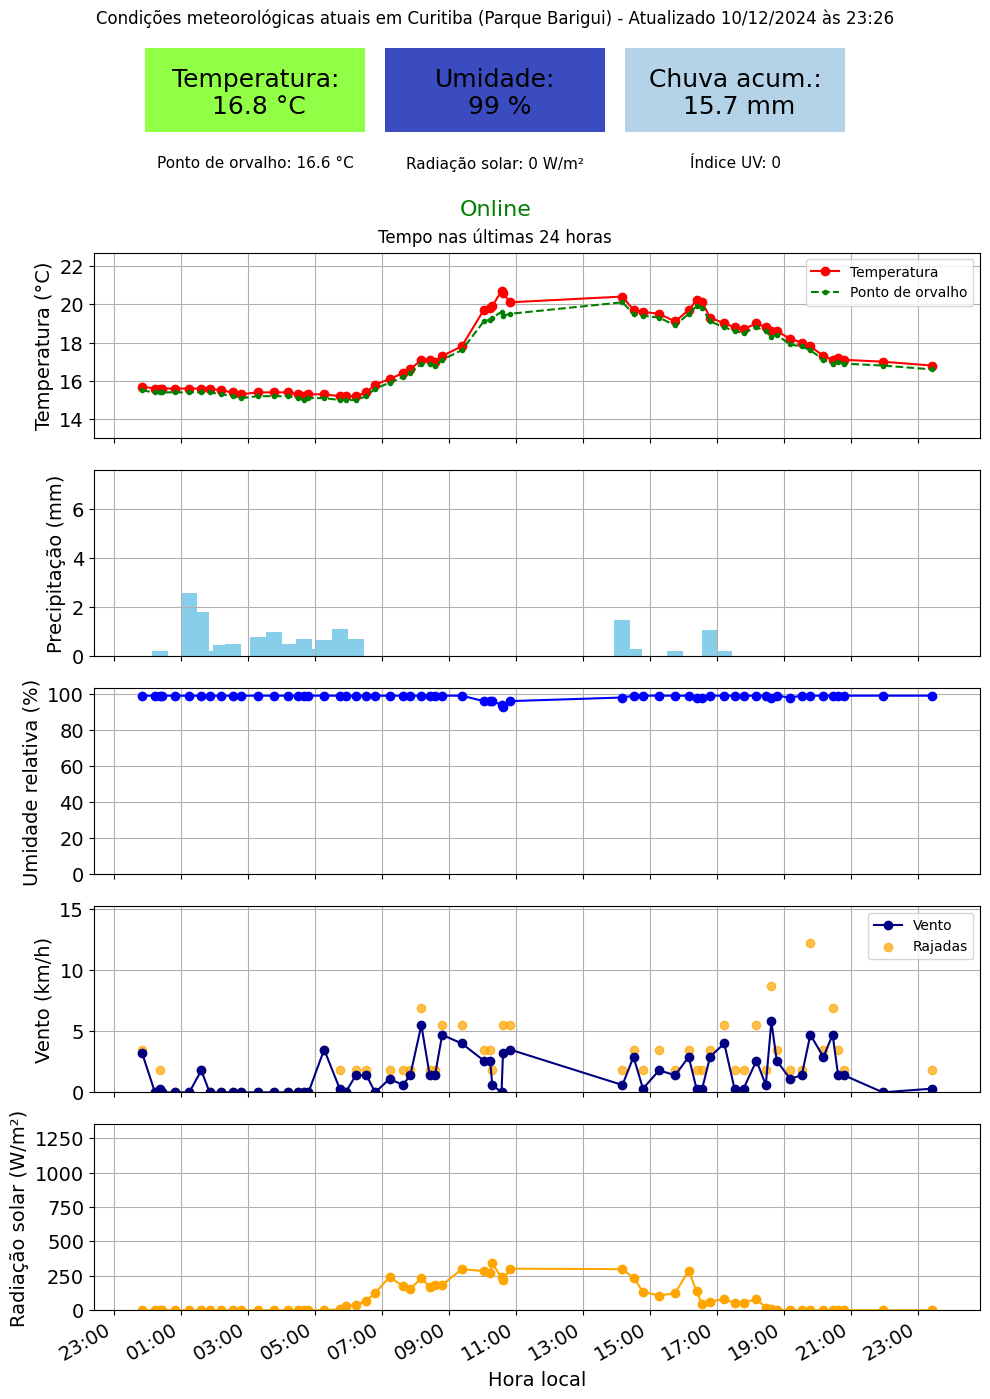 Condições meteorológicas atuais em Curitiba (Parque Barigui) - Atualizado 10/12/2024 às 23:26
Temperatura: Umidade: Chuva acum.:
16.8 °C 99 % 15.7 mm
Ponto de orvalho: 16.6 °C Radiação solar: 0 W/m² Índice UV: 0
Online
Tempo nas últimas 24 horas
Temperatura (°C)
22
20
18
16
14
Temperatura
Ponto de orvalho
Precipitação (mm)
6
4
2
0
Umidade relativa (%)
100
80
60
40
20
0
Vento (km/h)
15
10
5
0
Vento
Rajadas
Radiação solar (W/m²)
1250
1000
750
500
250
0
23:00 01:00 03:00 05:00 07:00 09:00 11:00 13:00 15:00 17:00 19:00 21:00 23:00
Hora local